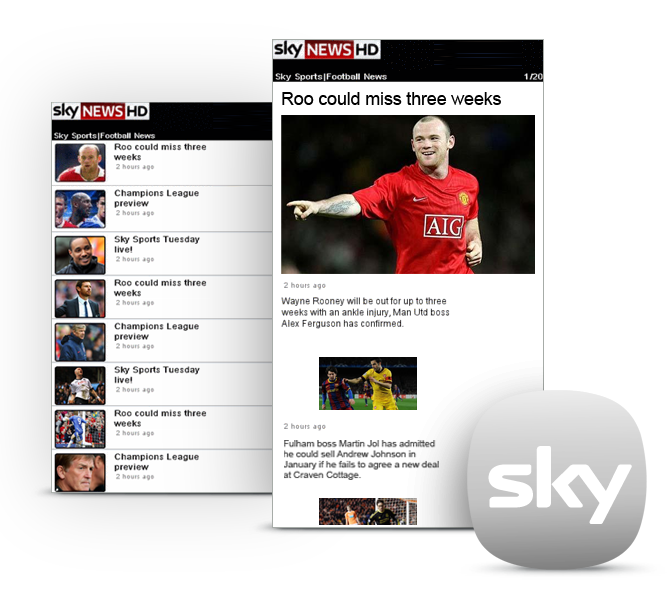 sky NEWS HD
Sky Sports|Football News
Roo could miss three
weeks
2 hours ago
Champions League
preview
2 hours ago
Sky Sports Tuesday
live!
2 hours ago
Roo could miss three
weeks
2 hours ago
Champions League
preview
2 hours ago
Sky Sports Tuesday
live!
2 hours ago
Roo could miss three
weeks
2 hours ago
Champions League
preview
2 hours ago
sky NEWS HD
Sky Sports|Football News 1/20
Roo could miss three weeks
AIG
2 hours ago
Wayne Rooney will be out for up to three
weeks with an ankle injury, Man Utd boss
Alex Ferguson has confirmed.
2 hours ago
Fulham boss Martin Jol has admitted
he could sell Andrew Johnson in
January if he fails to agree a new deal
at Craven Cottage.
sky